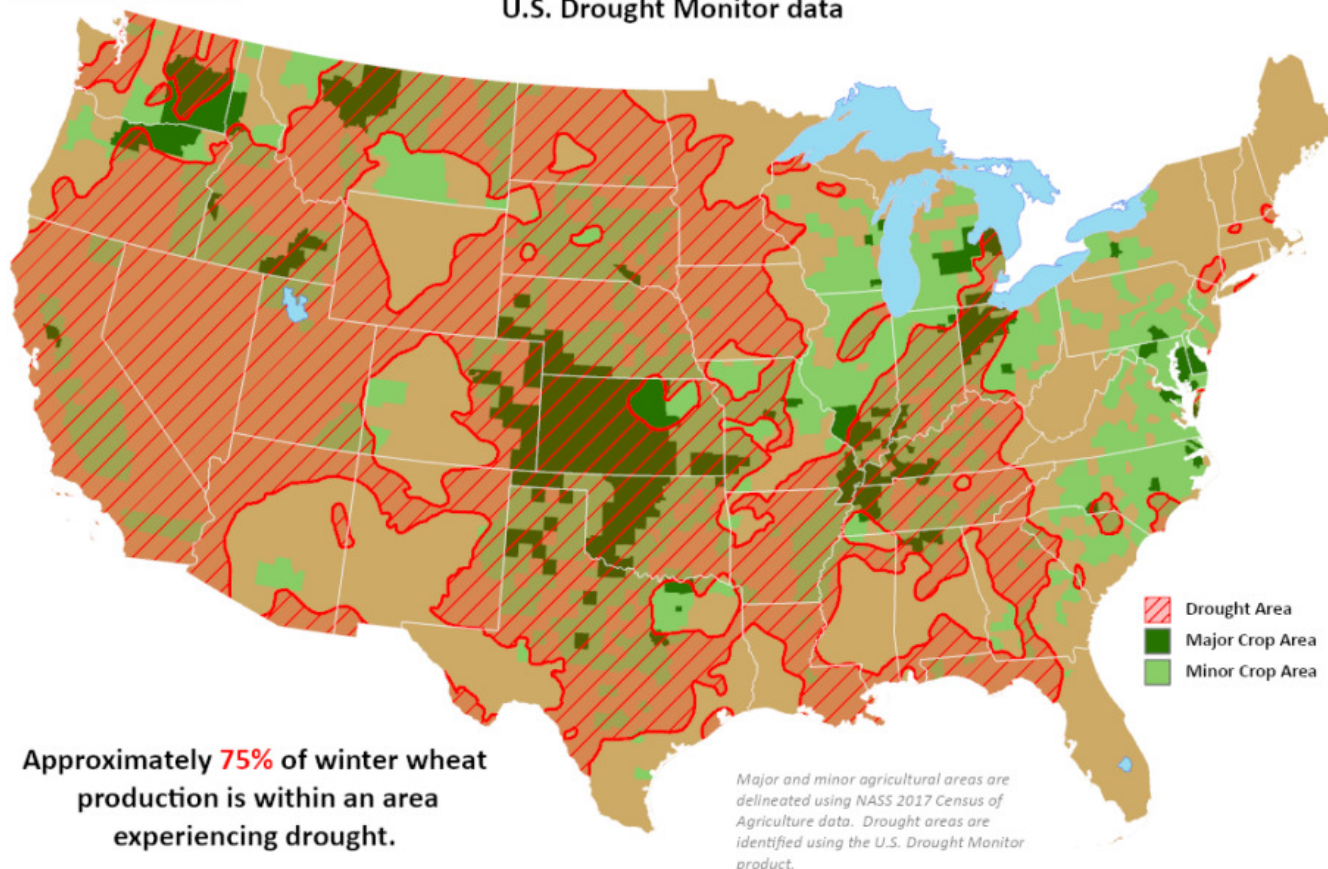 U.S. Drought Monitor data
Drought Area
Major Crop Area
Minor Crop Area
Approximately 75% of winter wheat
production is within an area
experiencing drought.
Major and minor agricultural areas are
delineated using NASS 2017 Census of
Agriculture data. Drought areas are
identified using the U.S. Drought Monitor
product.